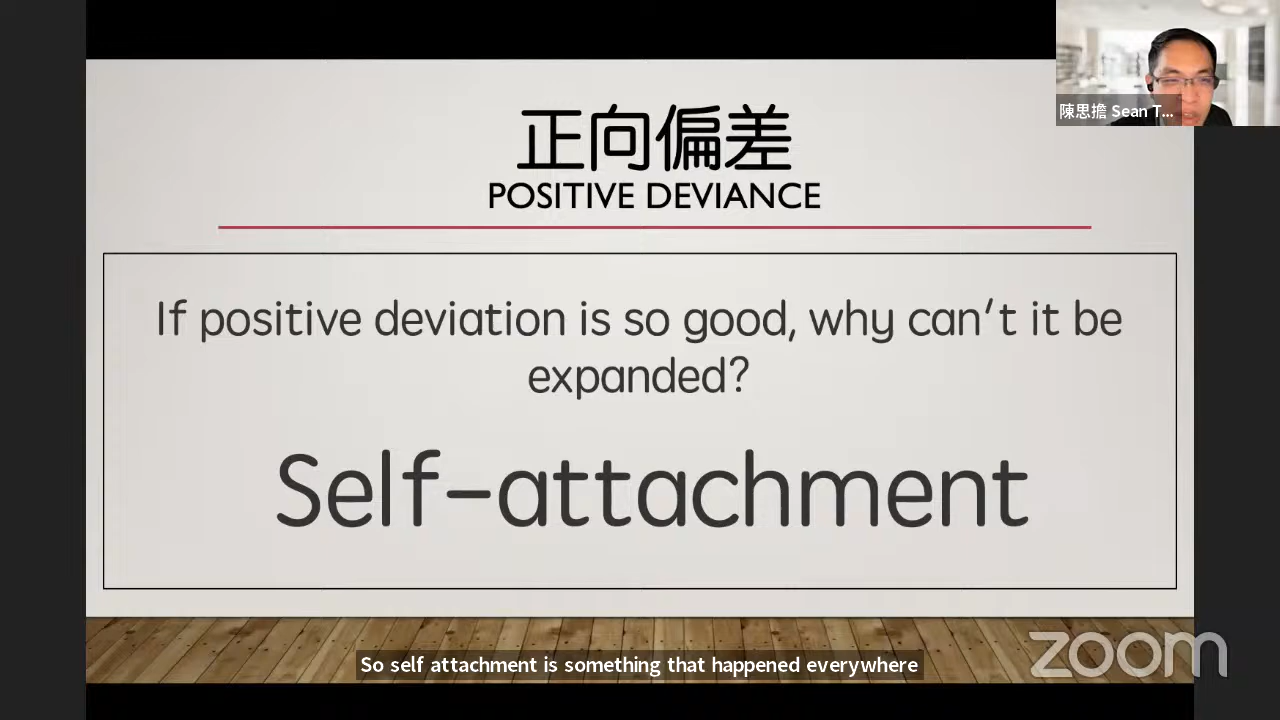 陳思擔 Sean T...
正向偏差
POSITIVE DEVIANCE
If positive deviation is so good, why can't it be
expanded?
Self-attachment
So self attachment is something that happened everywhere
zoom